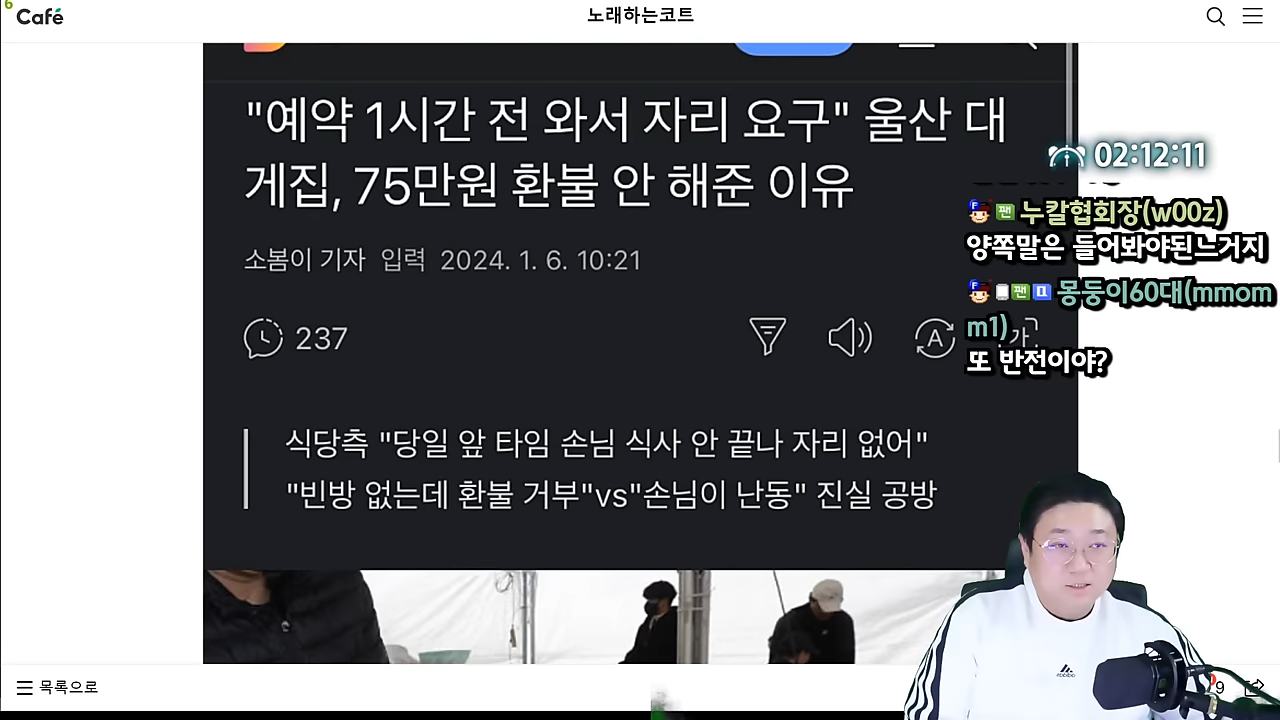 6
Café
노래하는코트
"예약 1시간 전 와서 자리 요구" 울산 대
게집, 75만원 환불 안 해준 이유
소봄이 기자 입력 2024. 1. 6. 10:21
237
A
가
식당측 "당일 앞 타임 손님 식사 안 끝나 자리 없어"
"빈방 없는데 환불 거부"vs"손님이 난동" 진실 공방
02:12:11
F 팬 누칼협회장(w00z)
양쪽말은 들어봐야된느거지
F 팬 몽둥이60대(mmom
m1)
또 반전이야?
adidas
목록으로
9